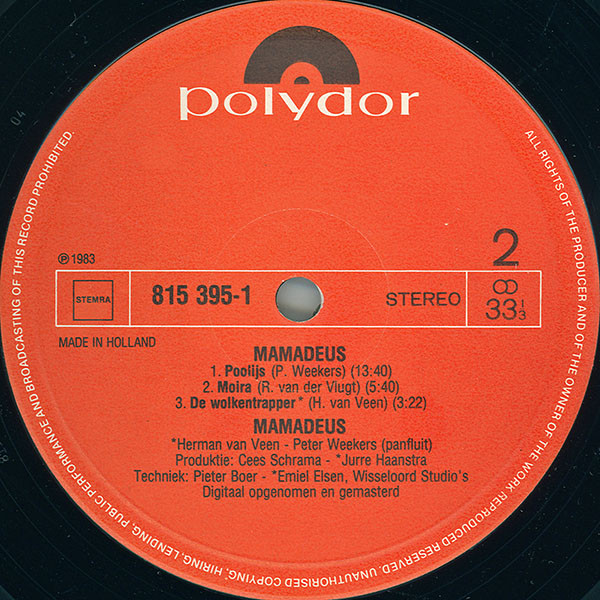 polydor
℗ 1983
2
STEMRA
815 395-1
STEREO
33 1/3
MADE IN HOLLAND
MAMADEUS
1. Poolijs (P. Weekers) (13:40)
2. Moira (R. van der Vlugt) (5:40)
3. De wolkentrapper* (H. van Veen) (3:22)
MAMADEUS
*Herman van Veen - Peter Weekers (panfluit)
Produktie: Cees Schrama - *Jurre Haanstra
Techniek: Pieter Boer - *Emiel Elsen, Wisseloord Studio's
Digitaal opgenomen en gemasterd
ALL RIGHTS OF THE PRODUCER AND OF THE OWNER OF THE WORK REPRODUCED RESERVED. UNAUTHORISED COPYING, HIRING, LENDING, PUBLIC PERFORMANCE AND BROADCASTING OF THIS RECORD PROHIBITED.
04